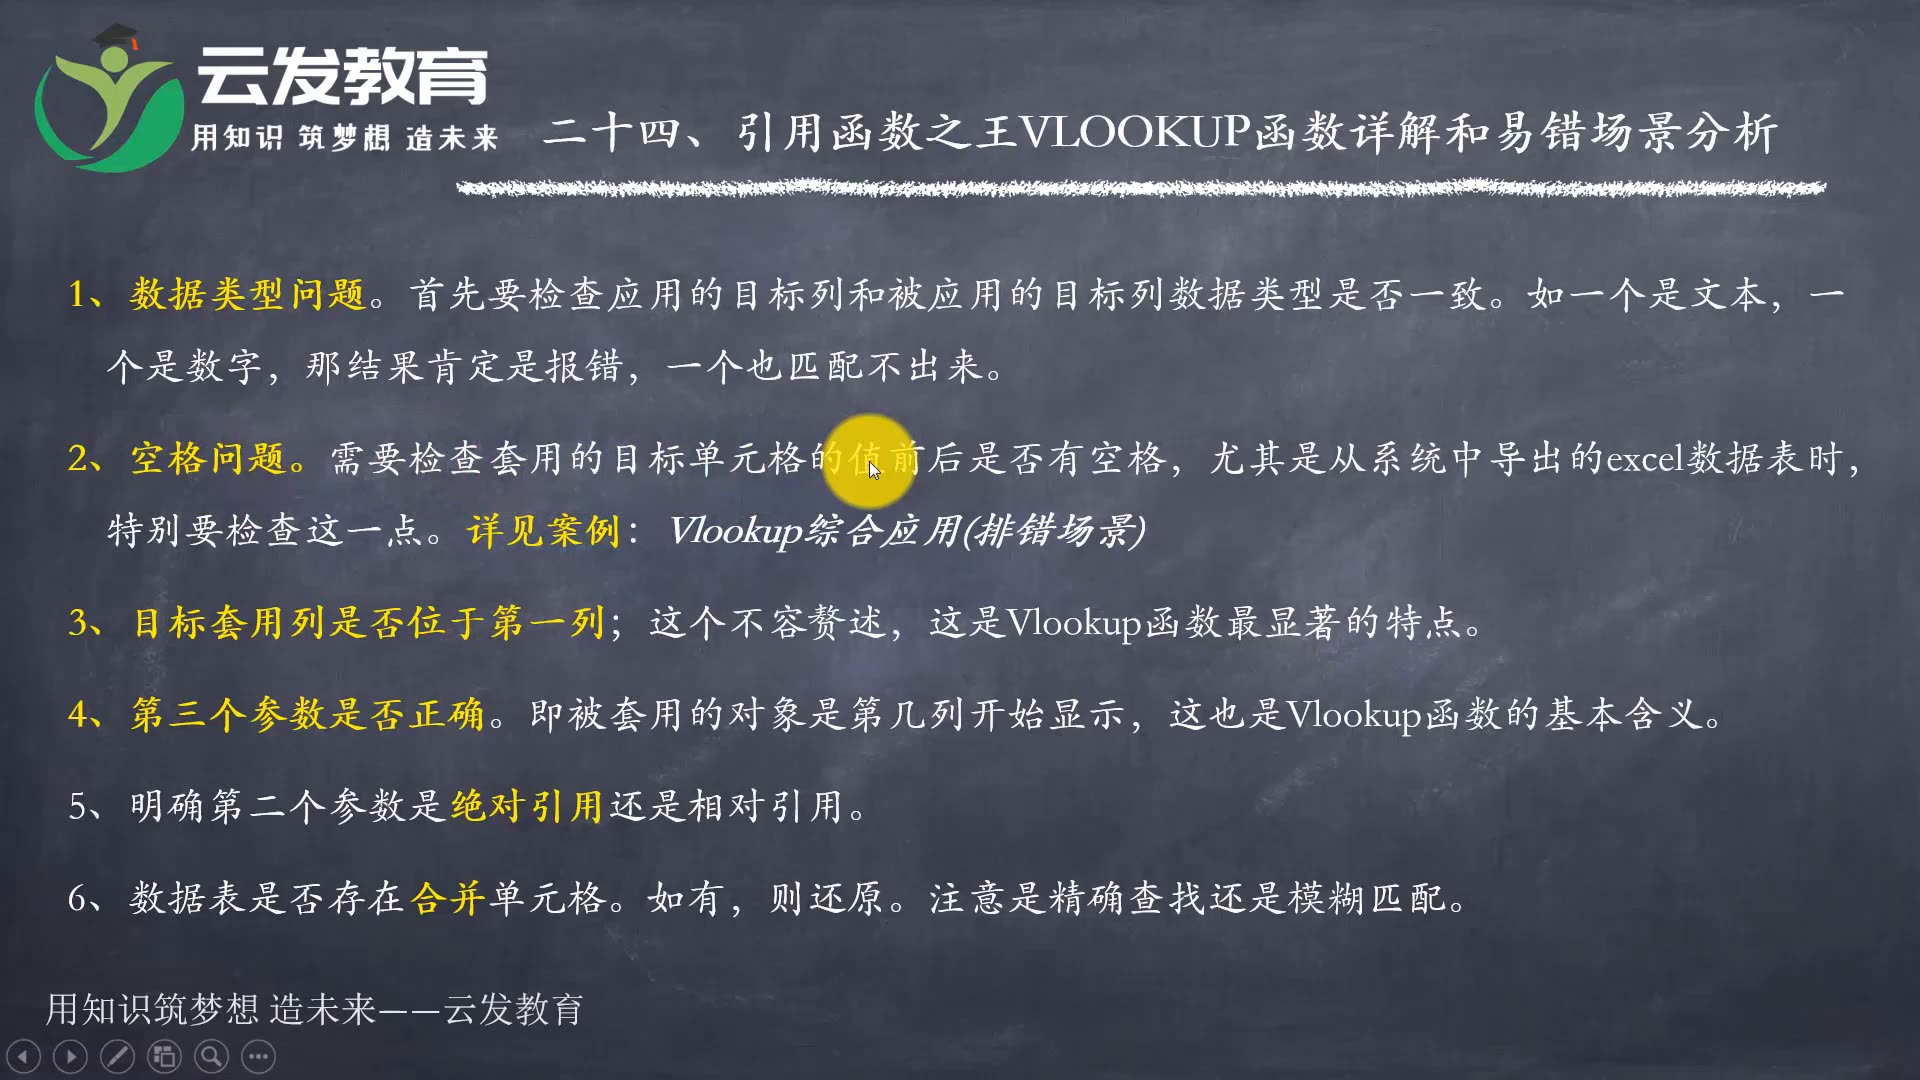 云发教育
用知识 筑梦想 造未来
二十四、引用函数之王VLOOKUP函数详解和易错场景分析
1、数据类型问题。首先要检查应用的目标列和被应用的目标列数据类型是否一致。如一个是文本，一
个是数字，那结果肯定是报错，一个也匹配不出来。
2、空格问题。需要检查套用的目标单元格的值前后是否有空格，尤其是从系统中导出的excel数据表时，
特别要检查这一点。详见案例：Vlookup综合应用(排错场景)
3、目标套用列是否位于第一列；这个不容赘述，这是Vlookup函数最显著的特点。
4、第三个参数是否正确。即被套用的对象是第几列开始显示，这也是Vlookup函数的基本含义。
5、明确第二个参数是绝对引用还是相对引用。
6、数据表是否存在合并单元格。如有，则还原。注意是精确查找还是模糊匹配。
用知识筑梦想 造未来——云发教育